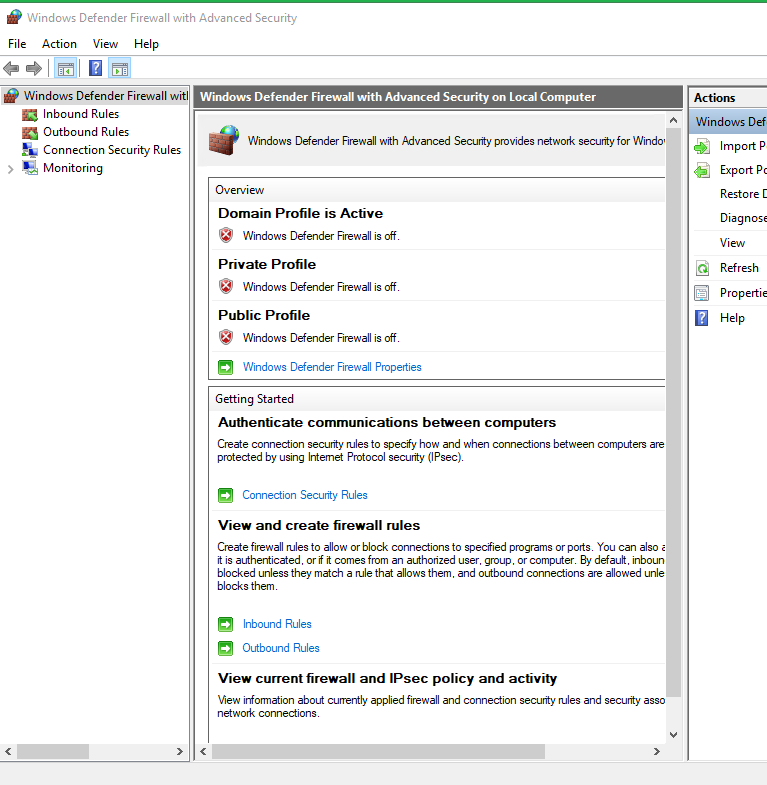 Windows Defender Firewall with Advanced Security
File Action View Help
Windows Defender Firewall with
Inbound Rules
Outbound Rules
Connection Security Rules
Monitoring
Windows Defender Firewall with Advanced Security on Local Computer
Windows Defender Firewall with Advanced Security provides network security for Window
Overview
Domain Profile is Active
Windows Defender Firewall is off.
Private Profile
Windows Defender Firewall is off.
Public Profile
Windows Defender Firewall is off.
Windows Defender Firewall Properties
Getting Started
Authenticate communications between computers
Create connection security rules to specify how and when connections between computers are
protected by using Internet Protocol security (IPsec).
Connection Security Rules
View and create firewall rules
Create firewall rules to allow or block connections to specified programs or ports. You can also a
it is authenticated, or if it comes from an authorized user, group, or computer. By default, inboun
blocked unless they match a rule that allows them, and outbound connections are allowed unle
blocks them.
Inbound Rules
Outbound Rules
View current firewall and IPsec policy and activity
View information about currently applied firewall and connection security rules and security asso
network connections.
Actions
Windows Def
Import P
Export Po
Restore D
Diagnose
View
Refresh
Propertie
Help